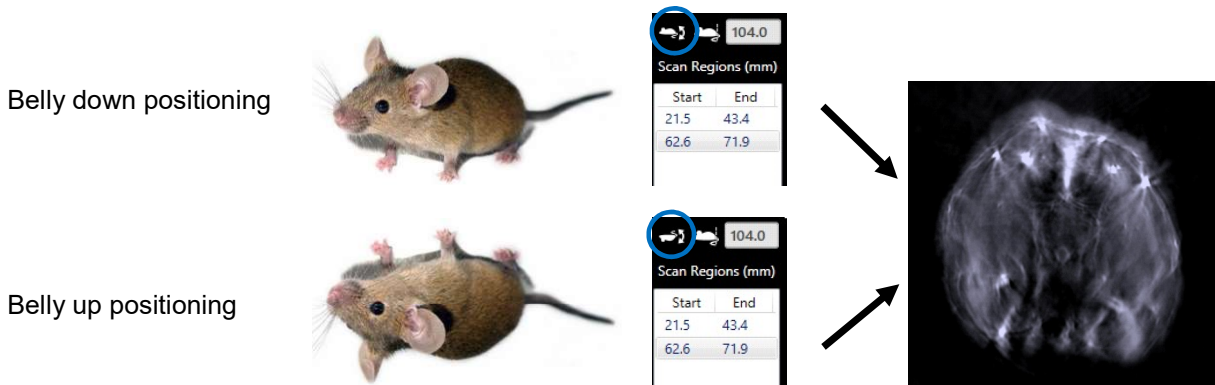 Belly down positioning
104.0
Scan Regions (mm)
Start End
21.5 43.4
62.6 71.9
Belly up positioning
104.0
Scan Regions (mm)
Start End
21.5 43.4
62.6 71.9